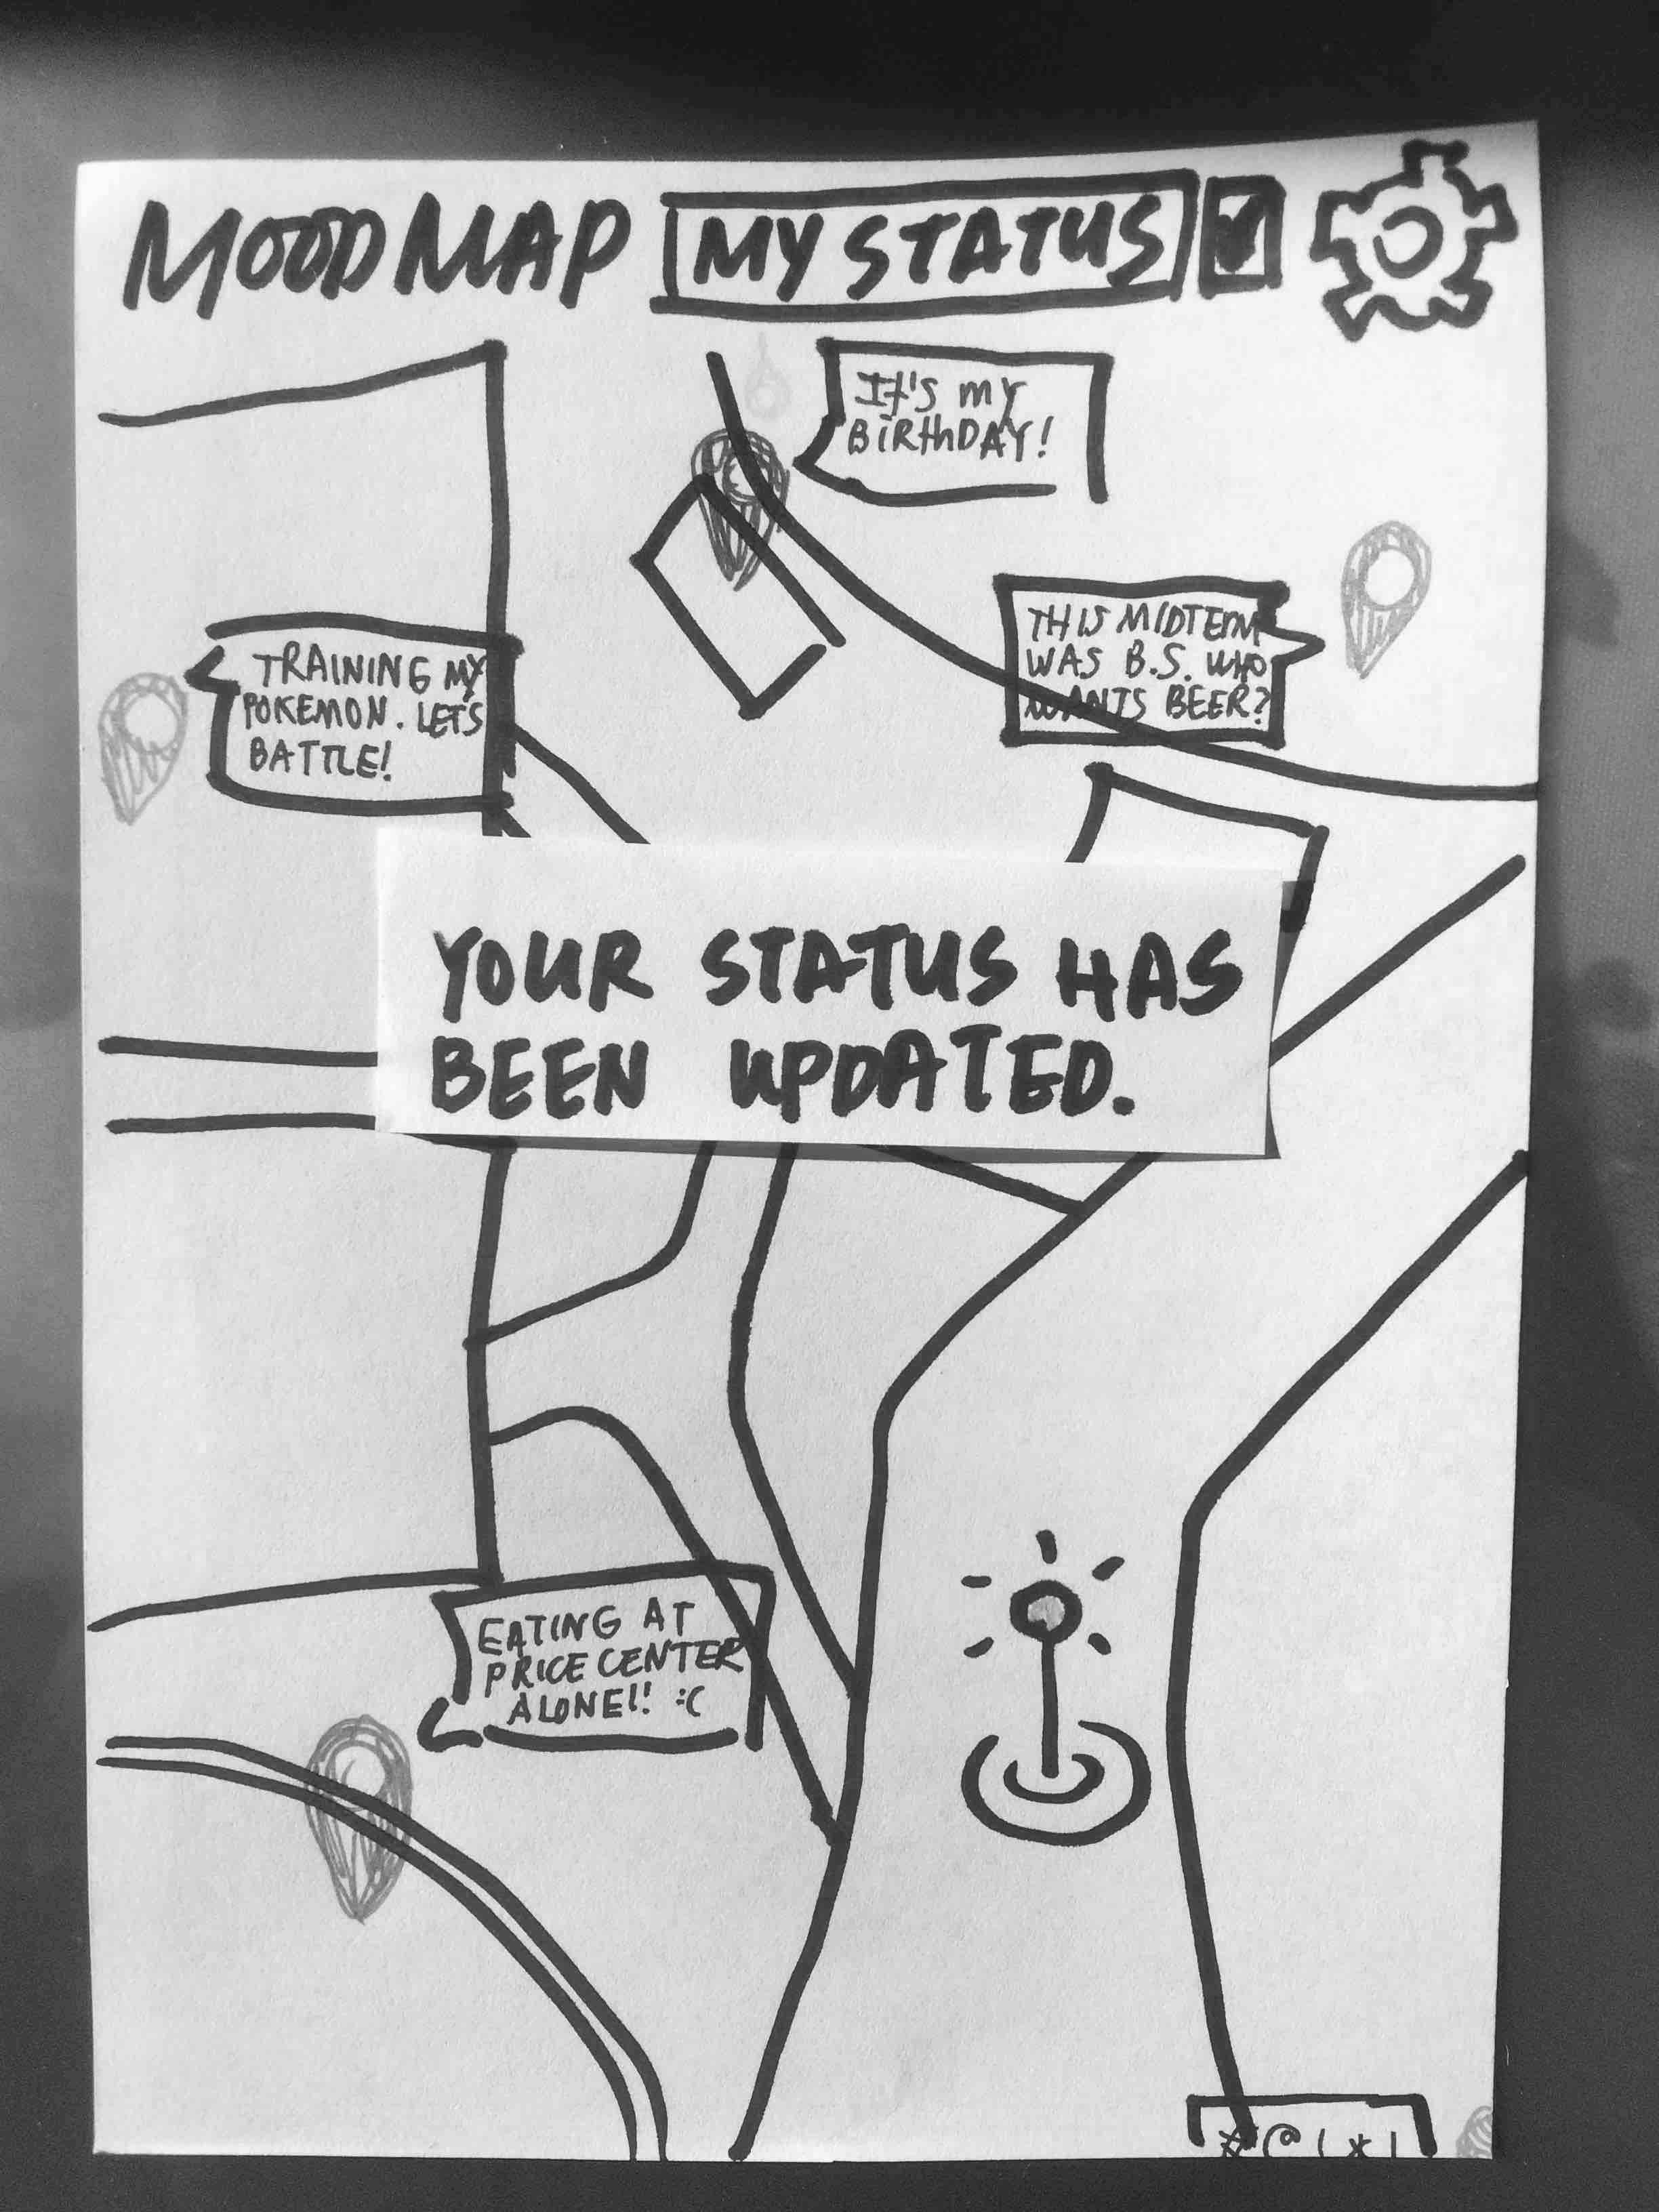 MOOD MAP MY STATUS
It's my
BiRthDAY!
THIS MIDTERM
WAS B.S. WHO
WANTS BEER?
TRAINING MY
POKEMON. LET'S
BATTLE!
YOUR STATUS HAS
BEEN UPDATED.
EATING AT
PRICE CENTER
ALONE!! :(